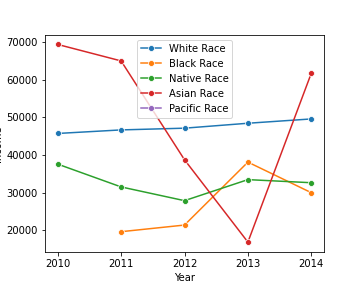 70000
60000
50000
40000
30000
20000
White Race
Black Race
Native Race
Asian Race
Pacific Race
2010 2011 2012 2013 2014
Year